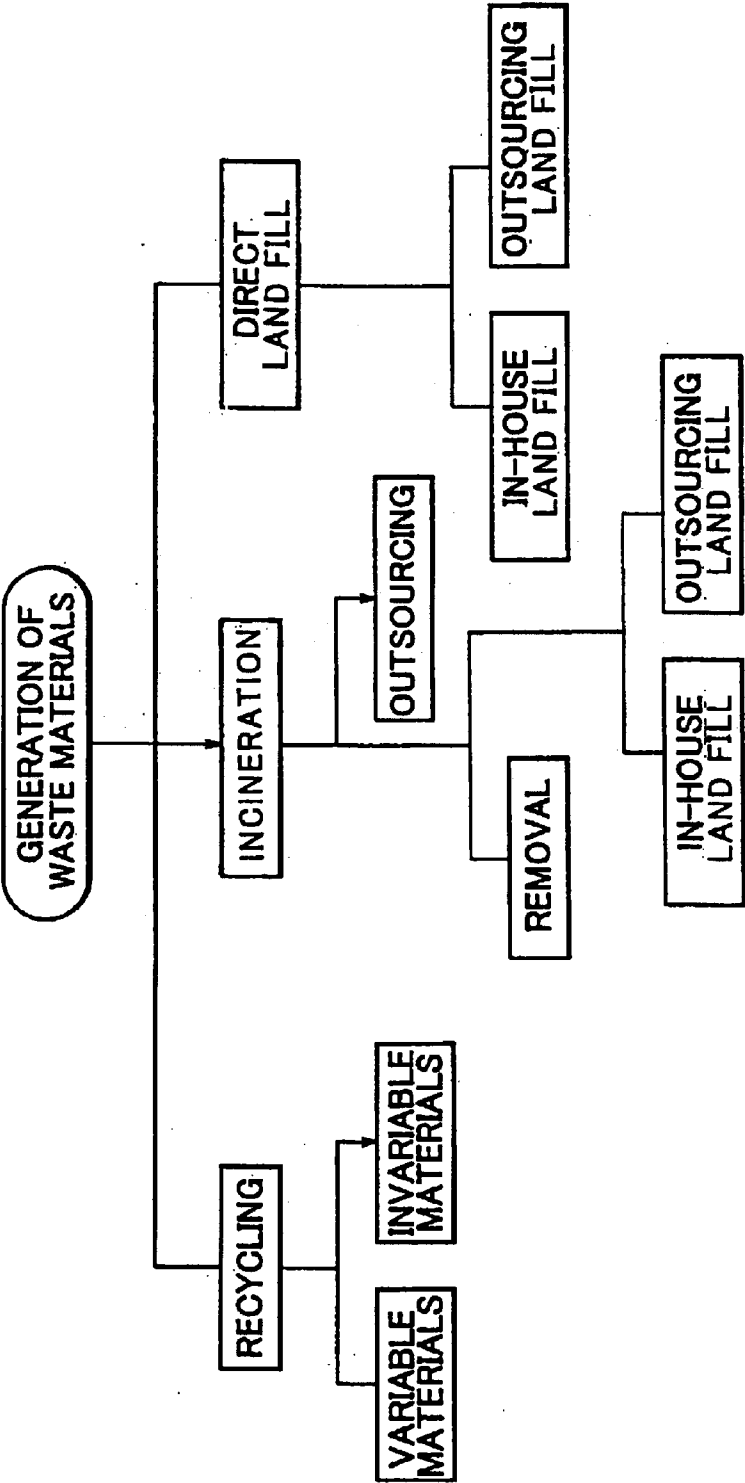 GENERATION OF
WASTE MATERIALS
RECYCLING
INCINERATION
DIRECT
LAND FILL
VARIABLE
MATERIALS
INVARIABLE
MATERIALS
OUTSOURCING
REMOVAL
IN-HOUSE
LAND FILL
OUTSQURCING
LAND FILL
IN-HOUSE
LAND FILL
OUTSOURCING
LAND FILL